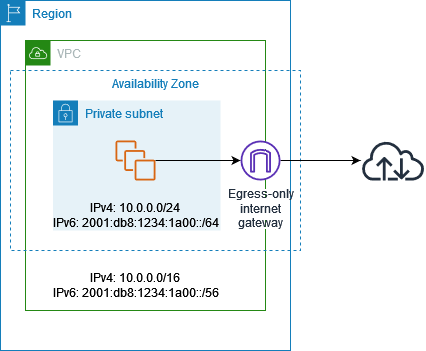 Region
VPC
Availability Zone
Private subnet
IPv4: 10.0.0.0/24
IPv6: 2001:db8:1234:1a00::/64
Egress-only
internet
gateway
IPv4: 10.0.0.0/16
IPv6: 2001:db8:1234:1a00::/56